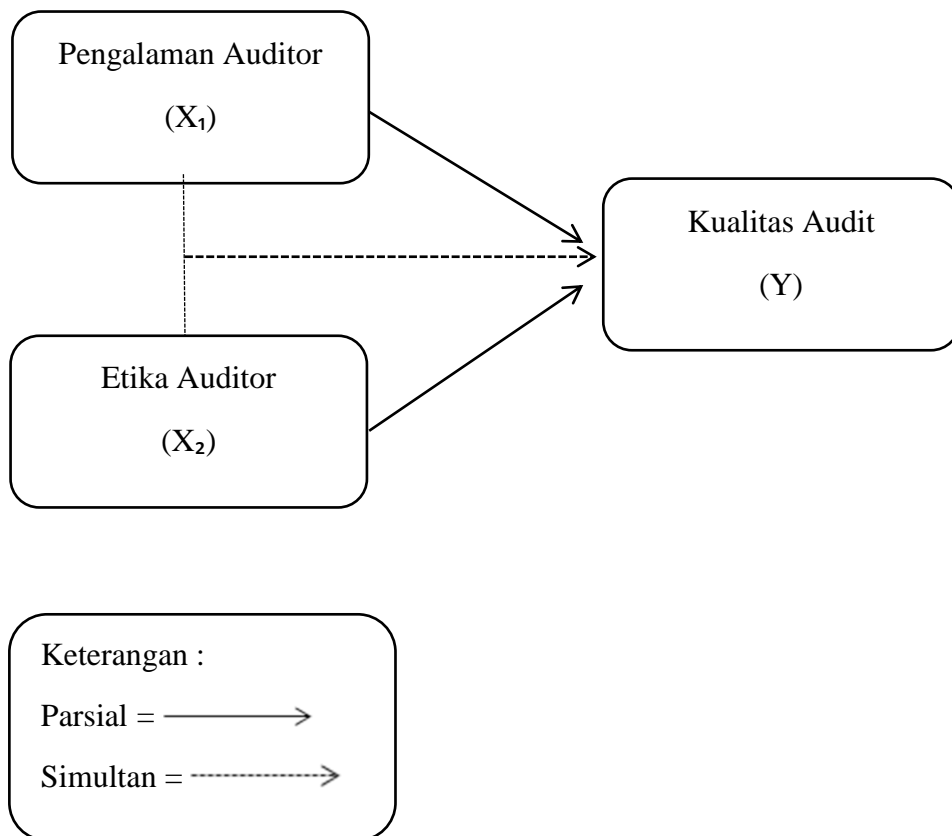 Pengalaman Auditor
(X₁)
Kualitas Audit
(Y)
Etika Auditor
(X₂)
Keterangan :
Parsial =
Simultan =